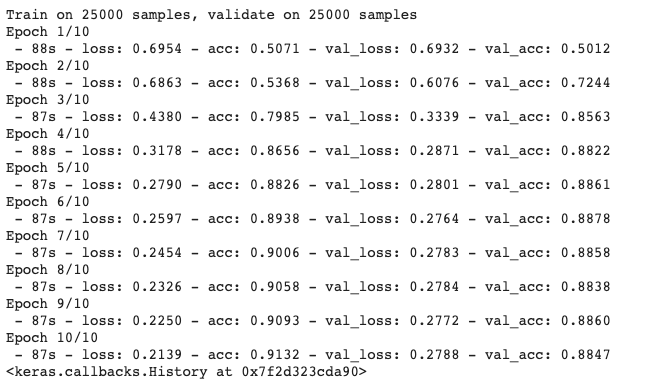 Train on 25000 samples, validate on 25000 samples
Epoch 1/10
 - 88s - loss: 0.6954 - acc: 0.5071 - val_loss: 0.6932 - val_acc: 0.5012
Epoch 2/10
 - 88s - loss: 0.6863 - acc: 0.5368 - val_loss: 0.6076 - val_acc: 0.7244
Epoch 3/10
 - 87s - loss: 0.4380 - acc: 0.7985 - val_loss: 0.3339 - val_acc: 0.8563
Epoch 4/10
 - 88s - loss: 0.3178 - acc: 0.8656 - val_loss: 0.2871 - val_acc: 0.8822
Epoch 5/10
 - 87s - loss: 0.2790 - acc: 0.8826 - val_loss: 0.2801 - val_acc: 0.8861
Epoch 6/10
 - 87s - loss: 0.2597 - acc: 0.8938 - val_loss: 0.2764 - val_acc: 0.8878
Epoch 7/10
 - 87s - loss: 0.2454 - acc: 0.9006 - val_loss: 0.2783 - val_acc: 0.8858
Epoch 8/10
 - 87s - loss: 0.2326 - acc: 0.9058 - val_loss: 0.2784 - val_acc: 0.8838
Epoch 9/10
 - 87s - loss: 0.2250 - acc: 0.9093 - val_loss: 0.2772 - val_acc: 0.8860
Epoch 10/10
 - 87s - loss: 0.2139 - acc: 0.9132 - val_loss: 0.2788 - val_acc: 0.8847
<keras.callbacks.History at 0x7f2d323cda90>